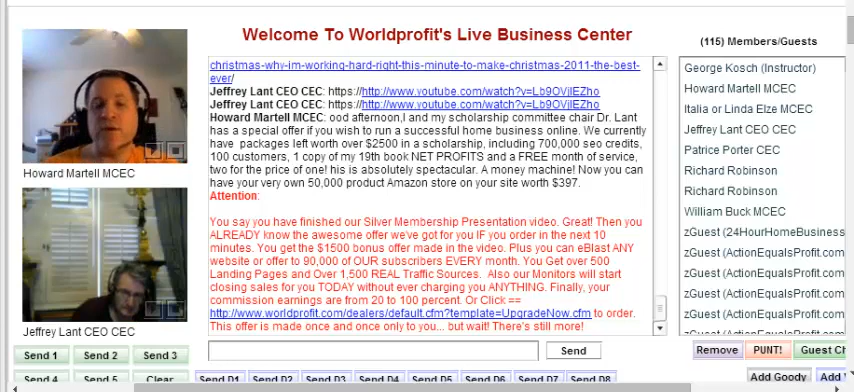 Welcome To Worldprofit's Live Business Center
(115) Members/Guests
Howard Martell MCEC
Jeffrey Lant CEO CEC
christmas-why-im-working-hard-right-this-minute-to-make-christmas-2011-the-best-
ever/
Jeffrey Lant CEO CEC: https://http://www.youtube.com/watch?v=Lb9OVjIEZho
Jeffrey Lant CEO CEC: https://http://www.youtube.com/watch?v=Lb9OVjIEZho
Howard Martell MCEC: ood afternoon,I and my scholarship committee chair Dr. Lant
has a special offer if you wish to run a successful home business online. We currently
have packages left worth over $2500 in a scholarship, including 700,000 seo credits,
100 customers, 1 copy of my 19th book NET PROFITS and a FREE month of service,
two for the price of one! his is absolutely spectacular. A money machine! Now you can
have your very own 50,000 product Amazon store on your site worth $397.
Attention:
You say you have finished our Silver Membership Presentation video. Great! Then you
ALREADY know the awesome offer we've got for you IF you order in the next 10
minutes. You get the $1500 bonus offer made in the video. Plus you can eBlast ANY
website or offer to 90,000 of OUR subscribers EVERY month. You Get over 500
Landing Pages and Over 1,500 REAL Traffic Sources. Also our Monitors will start
closing sales for you TODAY without ever charging you ANYTHING. Finally, your
commission earnings are from 20 to 100 percent. Or Click ==
http://www.worldprofit.com/dealers/default.cfm?template=UpgradeNow.cfm to order.
This offer is made once and once only to you... but wait! There's still more!
George Kosch (Instructor)
Howard Martell MCEC
Italia or Linda Elze MCEC
Jeffrey Lant CEO CEC
Patrice Porter CEC
Richard Robinson
Richard Robinson
William Buck MCEC
zGuest (24HourHomeBusiness
zGuest (ActionEqualsProfit.com
zGuest (ActionEqualsProfit.com
zGuest (ActionEqualsProfit.com
zGuest (ActionEqualsProfit.com
zGuest (ActionEqualsProfit.com
Send 1 Send 2 Send 3
Send
Remove PUNT! Guest Ch
Send 4 Send 5 Clear
Send D1 Send D2 Send D3 Send D4 Send D5 Send D6 Send D7 Send D8
Add Goody Add